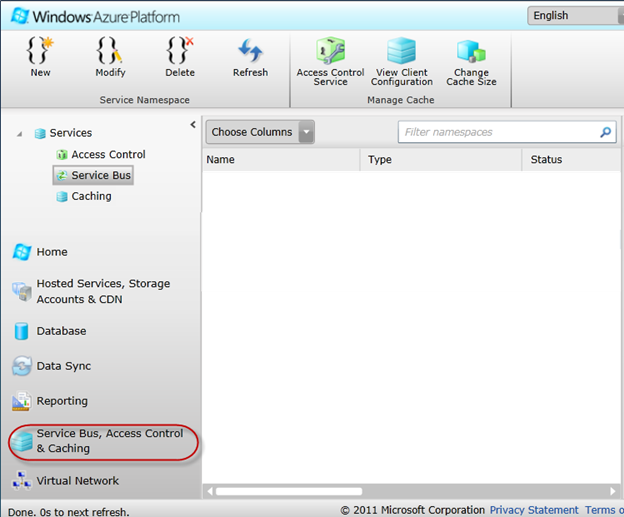 Windows Azure Platform
English
New
Modify
Delete
Refresh
Access Control
Service
View Client
Configuration
Change
Cache Size
Service Namespace
Manage Cache
Services
Access Control
Service Bus
Caching
Choose Columns
Filter namespaces
Name
Type
Status
Home
Hosted Services, Storage
Accounts & CDN
Database
Data Sync
Reporting
Service Bus, Access Control
& Caching
Virtual Network
Done. 0s to next refresh.
© 2011 Microsoft Corporation Privacy Statement Terms o